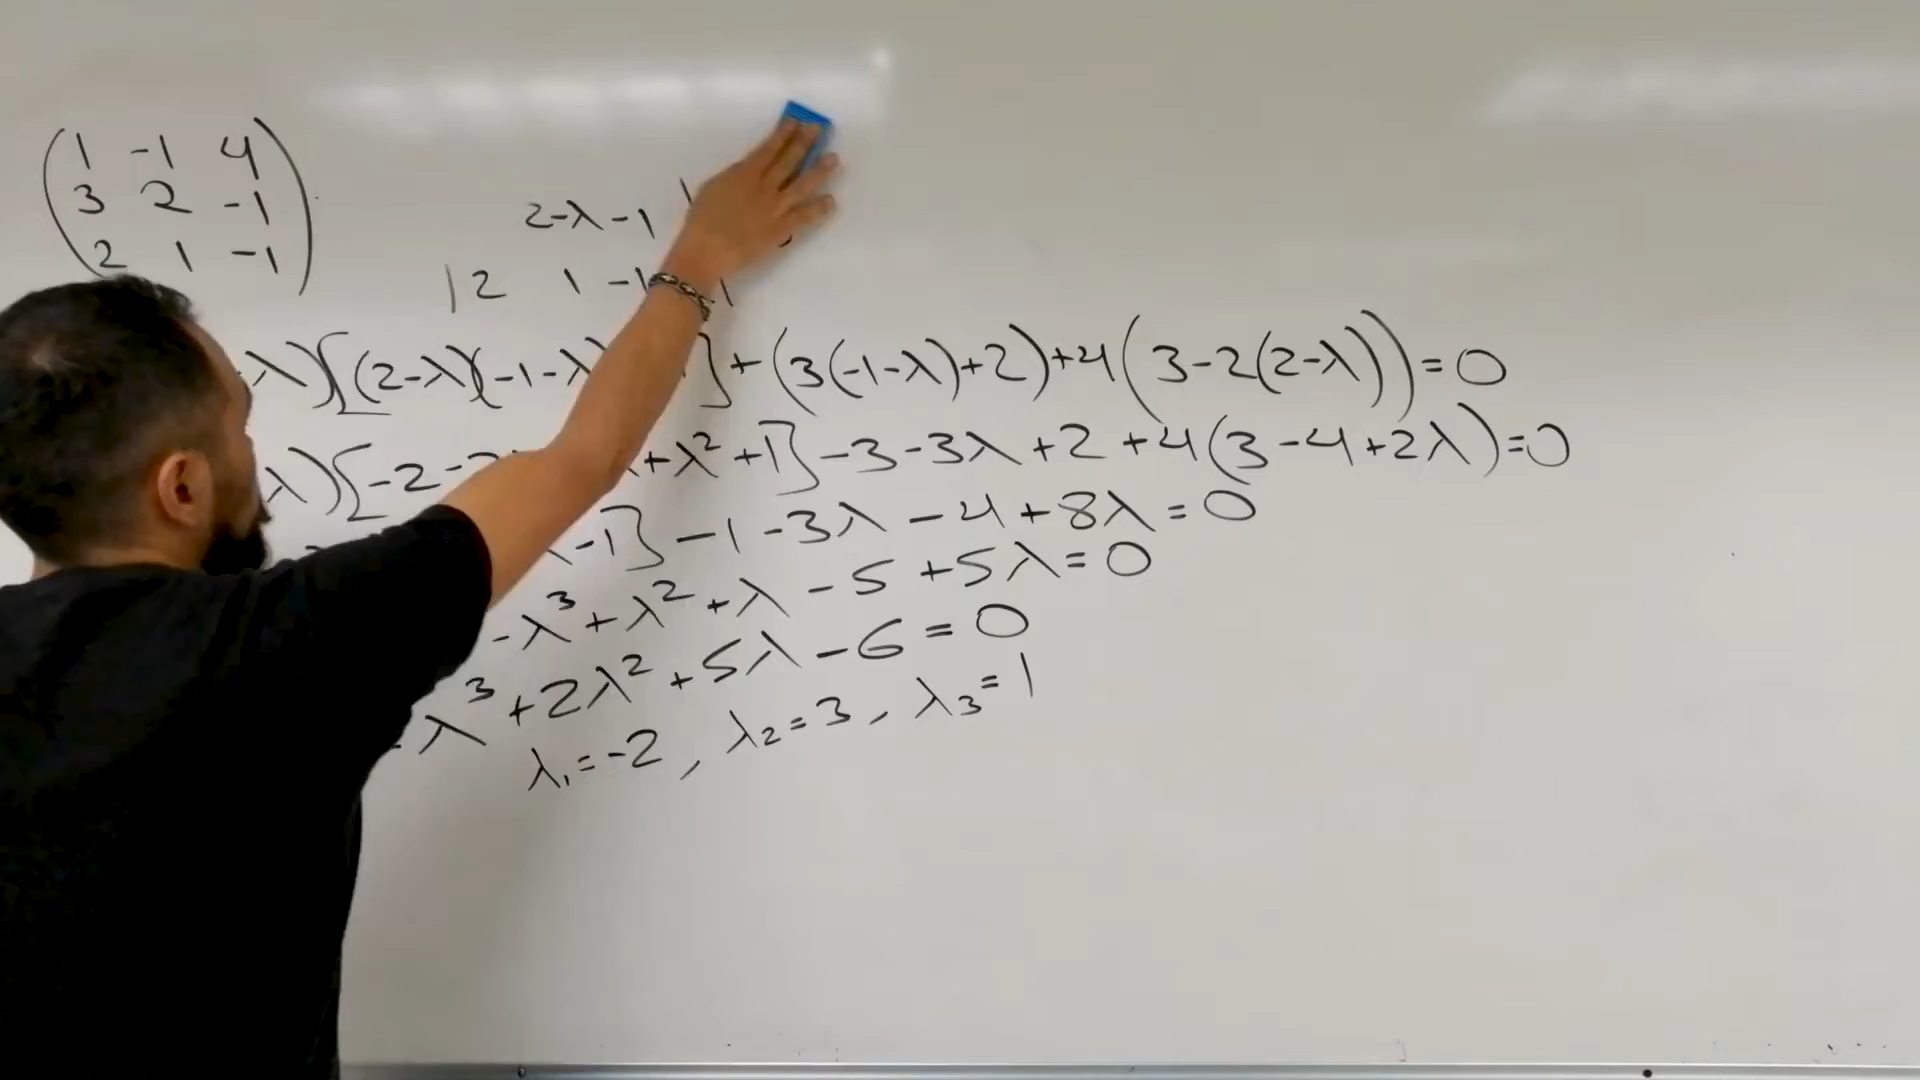 1 -1 4
3 2 -1
2 1 -1
2-λ -1
|2 1 -1
λ)[(2-λ)(-1-λ ] + (3(-1-λ)+2)+4(3-2(2-λ))=0
λ)[-2-2 +λ²+1]-3-3λ+2+4(3-4+2λ)=0
-1]-1-3λ-4+8λ=0
-λ³+λ²+λ-5+5λ=0
-λ³+2λ²+5λ-6=0
λ₁=-2, λ₂=3, λ₃=1